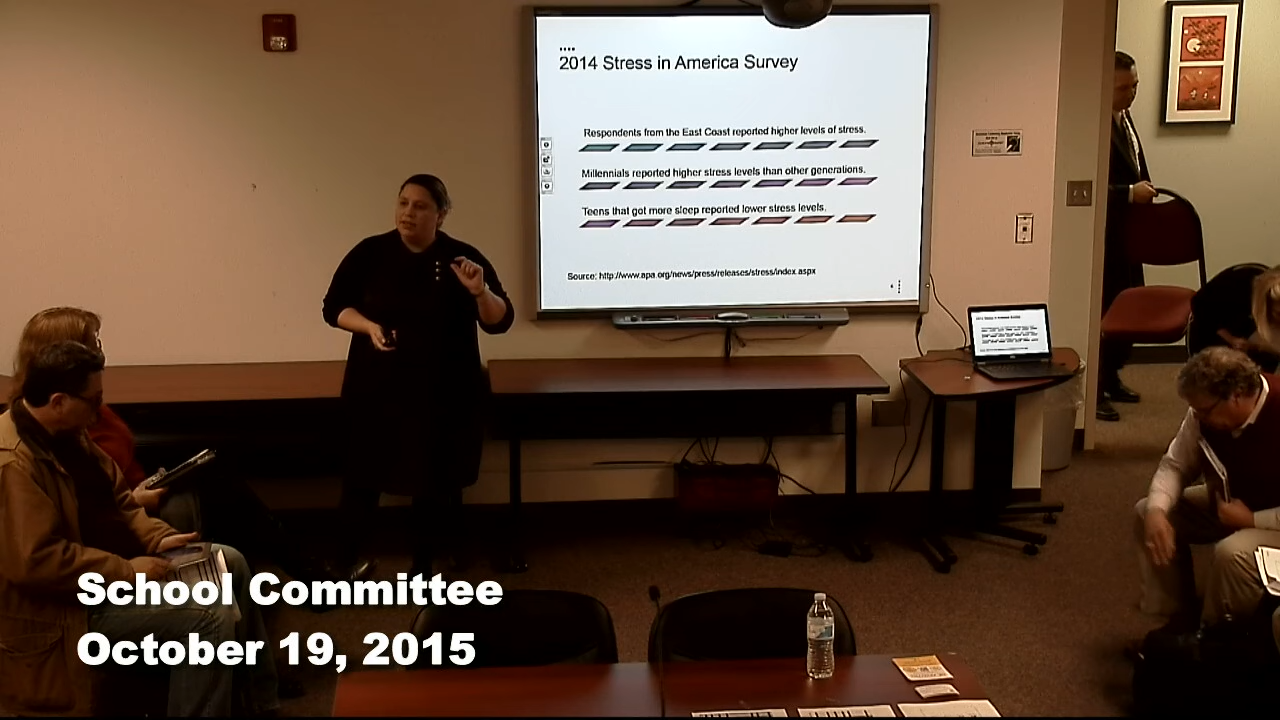 2014 Stress in America Survey
Respondents from the East Coast reported higher levels of stress.
Millennials reported higher stress levels than other generations.
Teens that got more sleep reported lower stress levels.
Source: http://www.apa.org/news/press/releases/stress/index.aspx
School Committee
October 19, 2015